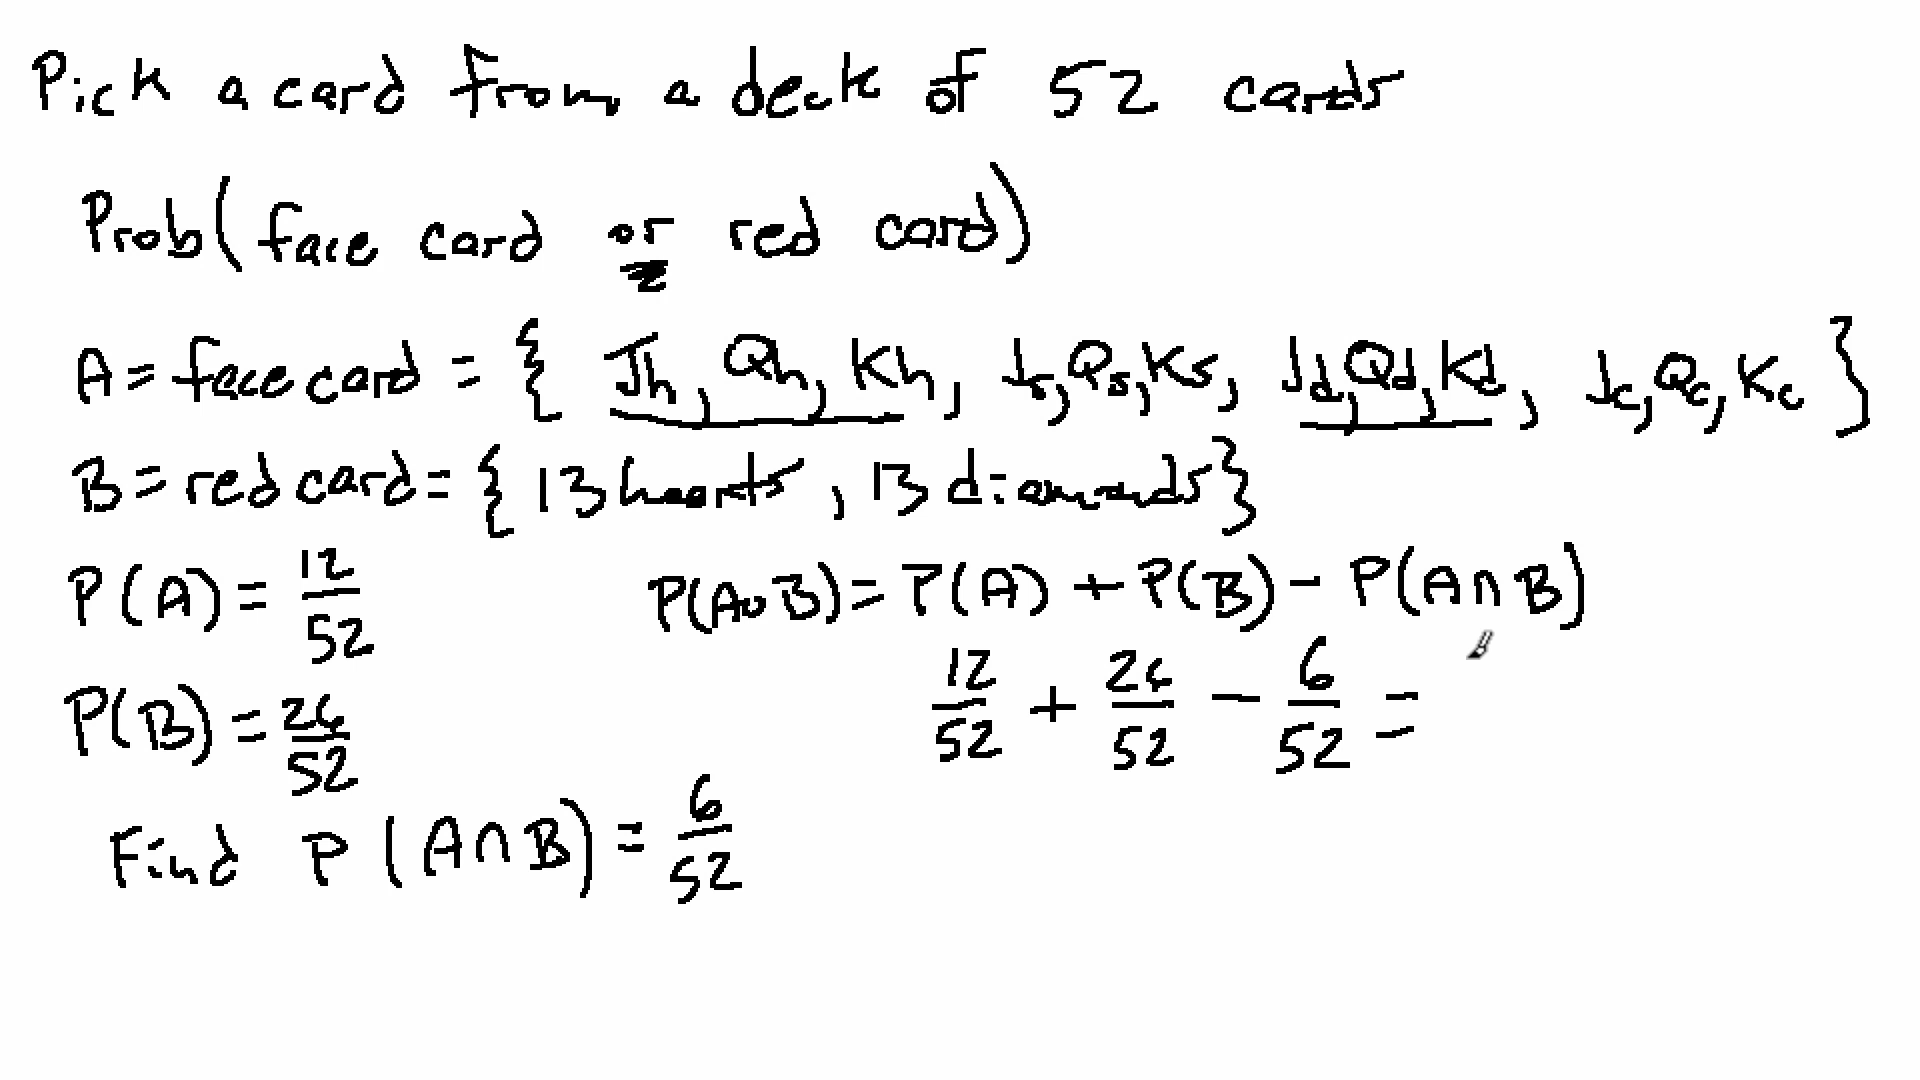 Pick a card from a deck of 52 cards
Prob(face card or red card)
A = face card = { Jh, Qh, Kh, Js, Qs, Ks, Jd, Qd, Kd, Jc, Qc, Kc }
B = red card = { 13 hearts, 13 diamonds }
P(A) = 12/52
P(A∪B) = P(A) + P(B) - P(A∩B)
12/52 + 26/52 - 6/52 =
P(B) = 26/52
Find P(A∩B) = 6/52